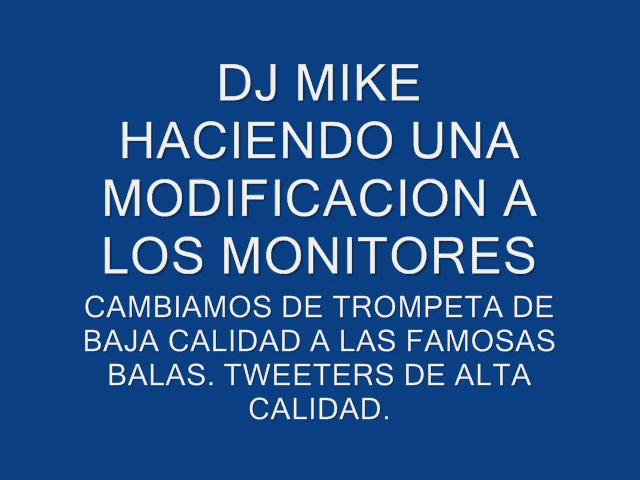 DJ MIKE
HACIENDO UNA
MODIFICACION A
LOS MONITORES
CAMBIAMOS DE TROMPETA DE
BAJA CALIDAD A LAS FAMOSAS
BALAS. TWEETERS DE ALTA
CALIDAD.